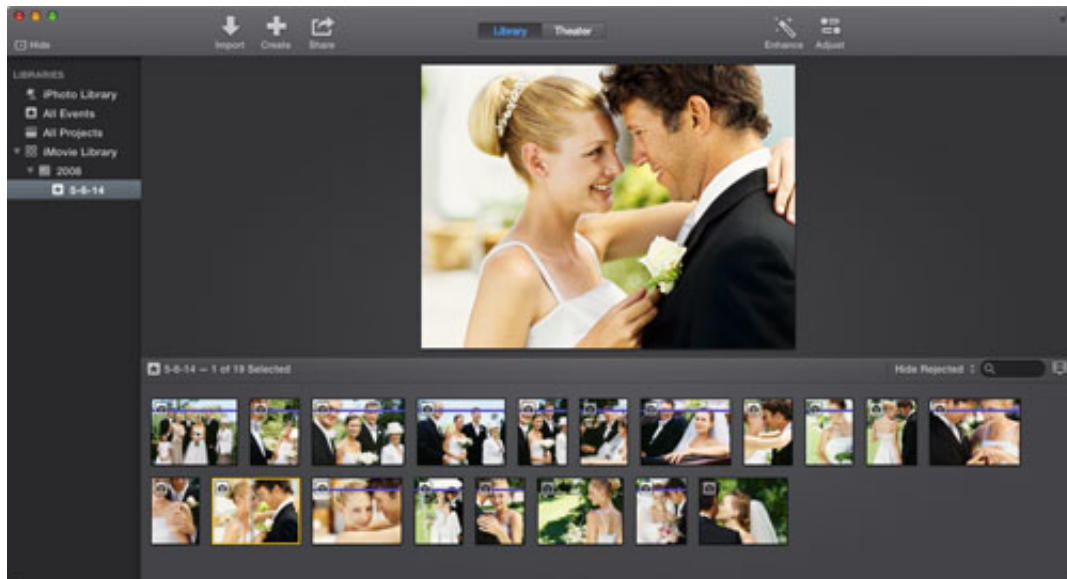 Hide
Import
Create
Share
Library
Theater
Enhance
Adjust
LIBRARIES
iPhoto Library
All Events
All Projects
iMovie Library
2008
5-6-14
5-6-14 — 1 of 19 Selected
Hide Rejected